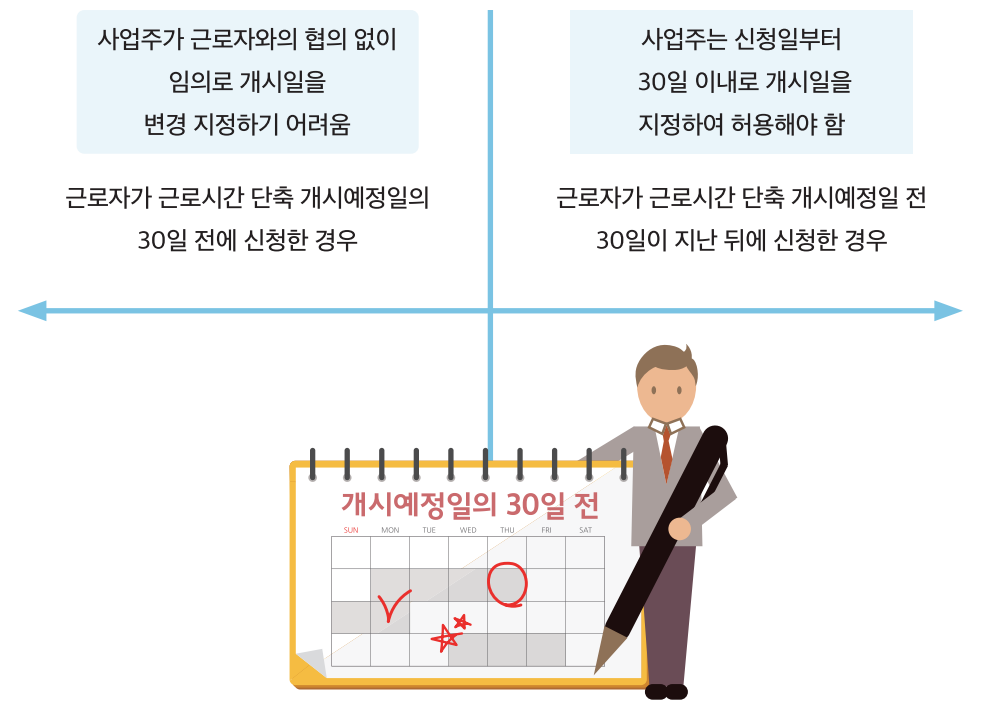 사업주가 근로자와의 협의 없이
임의로 개시일을
변경 지정하기 어려움
근로자가 근로시간 단축 개시예정일의
30일 전에 신청한 경우
사업주는 신청일부터
30일 이내로 개시일을
지정하여 허용해야 함
근로자가 근로시간 단축 개시예정일 전
30일이 지난 뒤에 신청한 경우
개시예정일의 30일 전
SUN MON TUE WED THU FRI SAT